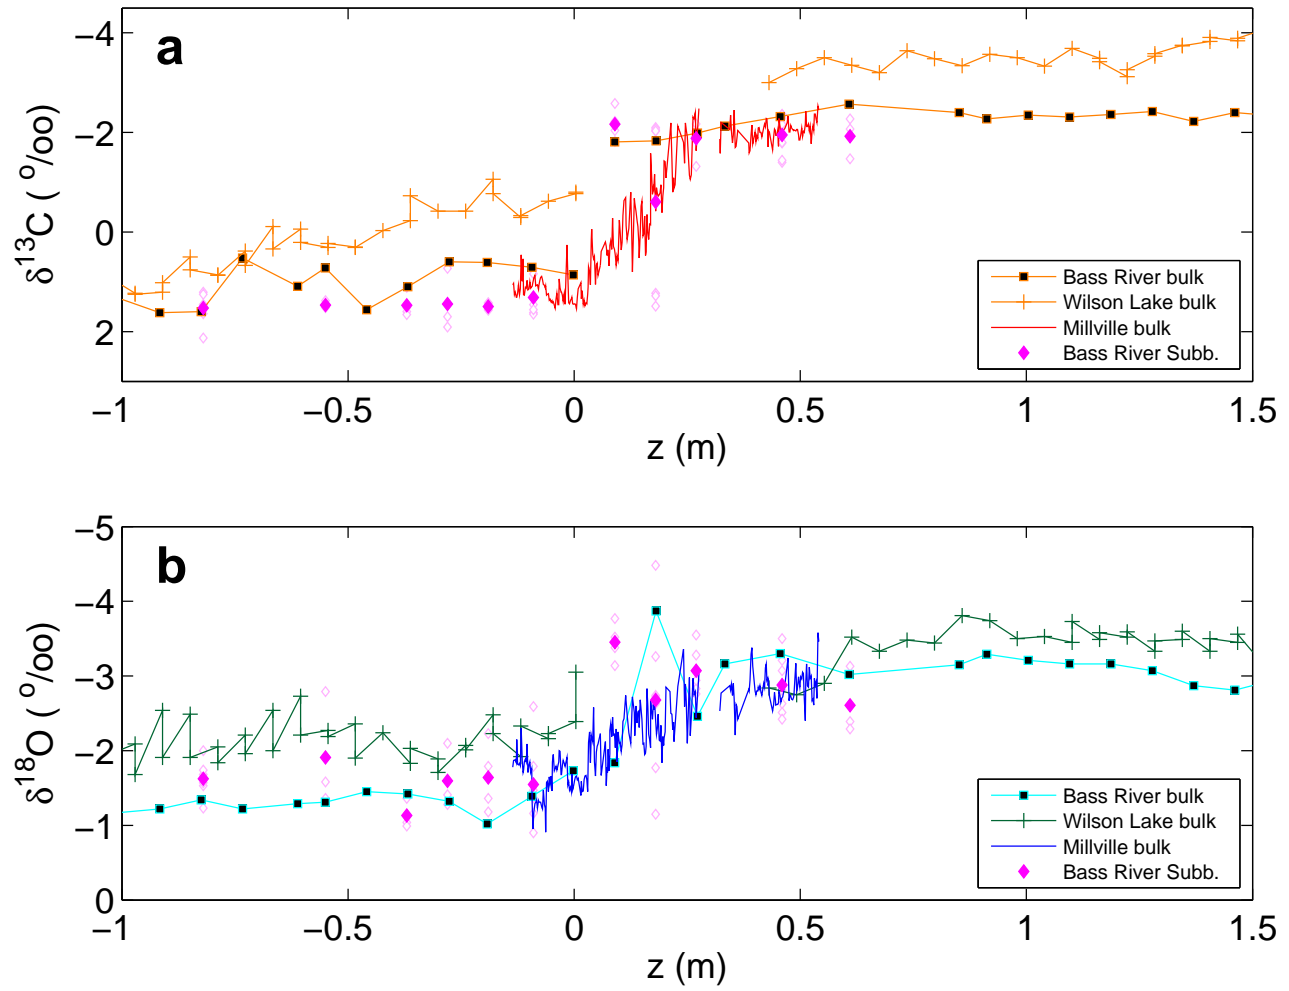 a
−4
−2
0
2
δ13C ( o/oo)
−1
−0.5
0
0.5
1
1.5
z (m)
Bass River bulk
Wilson Lake bulk
Millville bulk
Bass River Subb.
b
−5
−4
−3
−2
−1
0
δ18O ( o/oo)
−1
−0.5
0
0.5
1
1.5
z (m)
Bass River bulk
Wilson Lake bulk
Millville bulk
Bass River Subb.